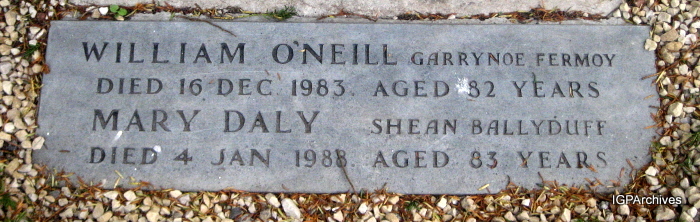 WILLIAM O'NEILL GARRYNOE FERMOY
DIED 16 DEC 1983. AGED 82 YEARS
MARY DALY SHEAN BALLYDUFF
DIED 4 JAN 1988. AGED 83 YEARS
IGPArchives